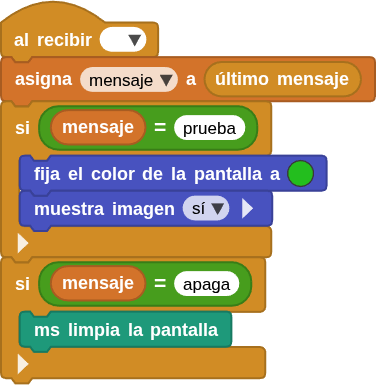 al recibir
asigna mensaje a último mensaje
si mensaje = prueba
fija el color de la pantalla a
muestra imagen sí
si mensaje = apaga
ms limpia la pantalla